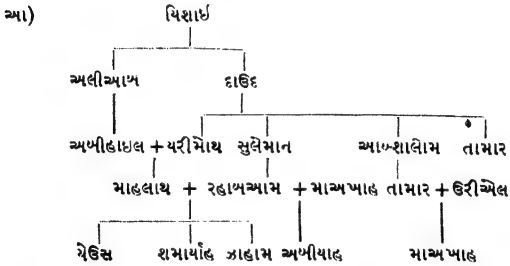 આ) યિશાઇ
અલીઆબ દાઉદ
અબીહાઇલ + યરીમોથ સુલેમાન આબ્શાલોમ તામાર
માહલાથ + રહાબઆમ + માઅખાહ તામાર + ઉરીએલ
યેઉસ શમાર્યાહ ઝાહામ અબીયાહ માઅખાહ